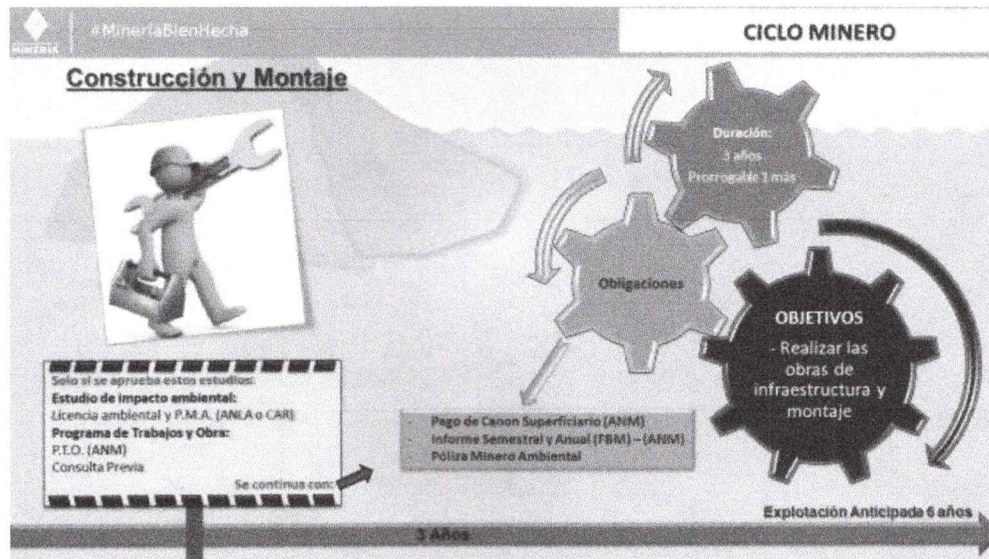 MINERÍA
#MineríaBienHecha
CICLO MINERO
Construcción y Montaje
Duración:
3 años
Prorrogable 1 más
Obligaciones
OBJETIVOS
- Realizar las
obras de
infraestructura y
montaje
Solo si se aprueba estos estudios:
Estudio de impacto ambiental:
Licencia ambiental y P.M.A. (ANLA o CAR)
Programa de Trabajos y Obra:
P.T.O. (ANM)
Consulta Previa
Se continua con:
- Pago de Canon Superficiario (ANM)
- Informe Semestral y Anual (FBM) – (ANM)
- Póliza Minero Ambiental
Explotación Anticipada 6 años
3 Años